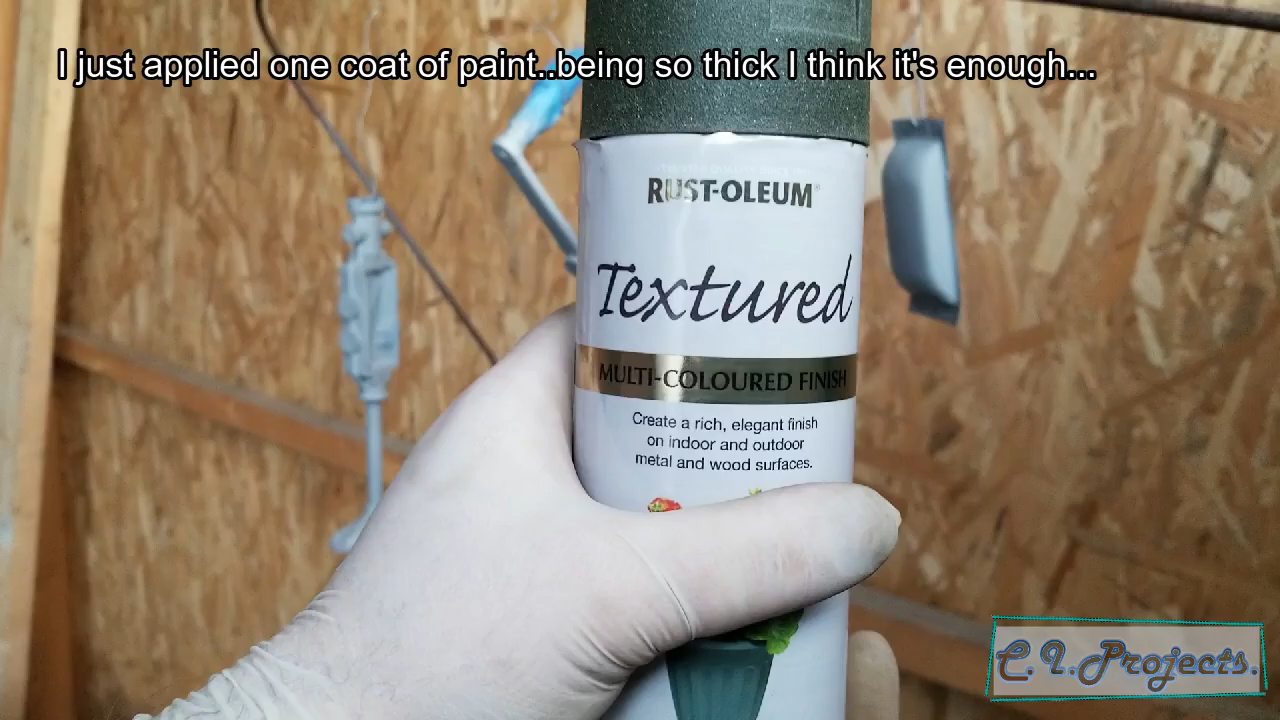 I just applied one coat of paint..being so thick I think it's enough...
RUST-OLEUM®
Textured
MULTI-COLOURED FINISH
Create a rich, elegant finish
on indoor and outdoor
metal and wood surfaces.
C.I.Projects.